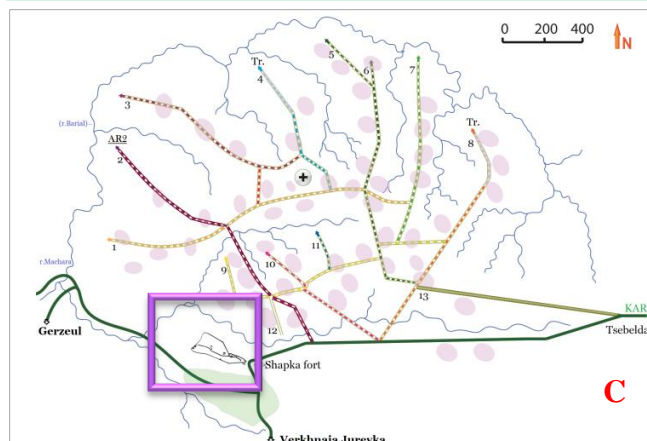 0 200 400
N
5
6
7
Tr.
4
3
Tr.
8
(r.Barial)
AR2
2
1
r.Machara
9
10
11
12
13
KAR
Tsebelda
Gerzeul
Shapka fort
C
Verkhnaja Jurevka